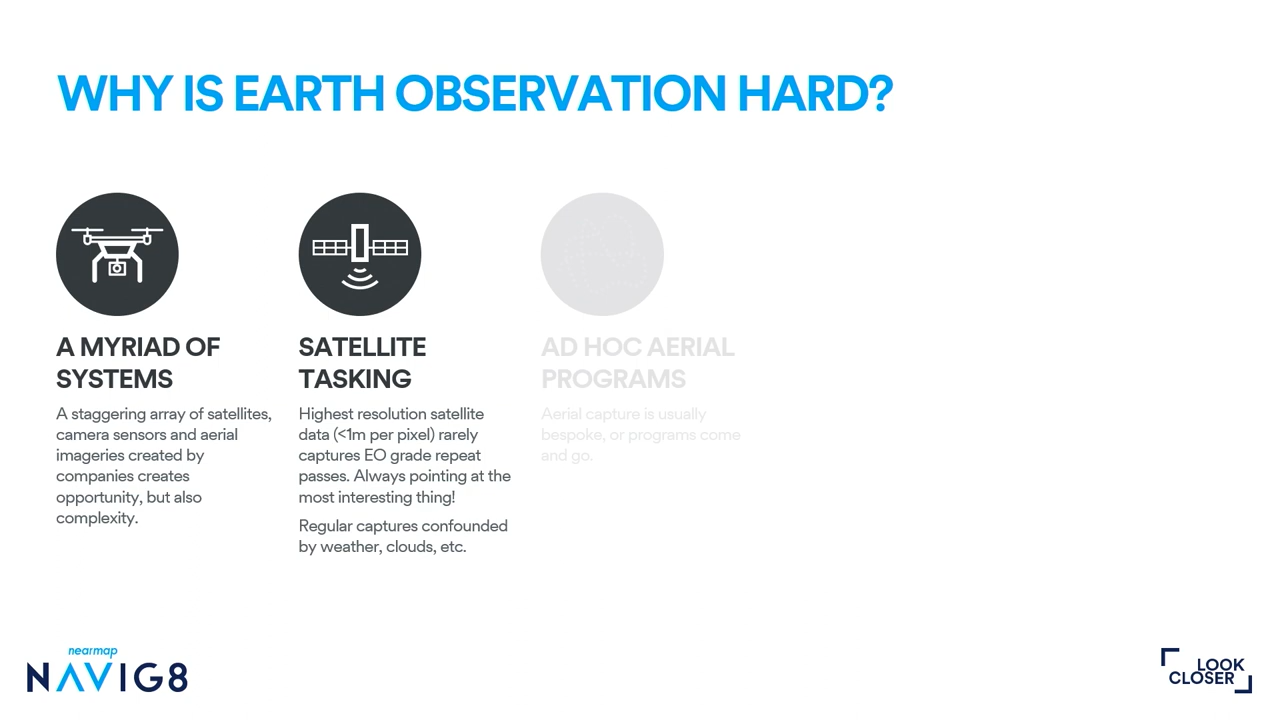 WHY IS EARTH OBSERVATION HARD?
A MYRIAD OF
SYSTEMS
A staggering array of satellites,
camera sensors and aerial
imageries created by
companies creates
opportunity, but also
complexity.
SATELLITE
TASKING
Highest resolution satellite
data (<1m per pixel) rarely
captures EO grade repeat
passes. Always pointing at the
most interesting thing!
Regular captures confounded
by weather, clouds, etc.
AD HOC AERIAL
PROGRAMS
Aerial capture is usually
bespoke, or programs come
and go.
nearmap
NAVIG8
LOOK
CLOSER